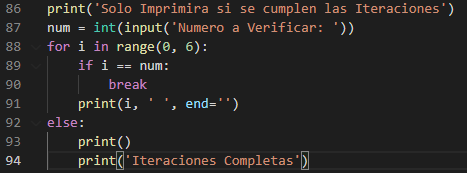 86 print('Solo Imprimira si se cumplen las Iteraciones')
87 num = int(input('Numero a Verificar: '))
88 for i in range(0, 6):
89     if i == num:
90         break
91     print(i, ' ', end='')
92 else:
93     print()
94     print('Iteraciones Completas')